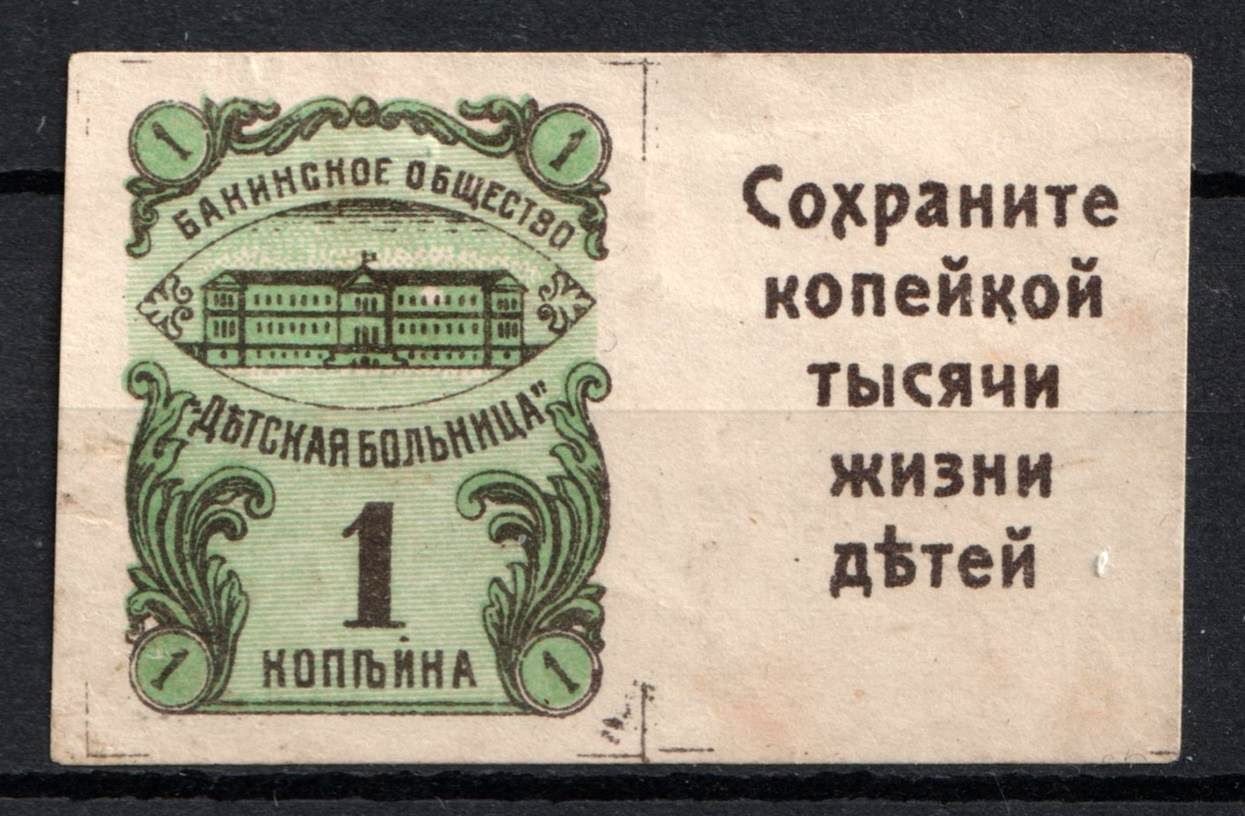 1 1
БАКИНСКОЕ ОБЩЕСТВО
„ДѢТСКАЯ БОЛЬНИЦА"
1
КОПѢЙКА
1 1
Сохраните
копейкой
тысячи
жизни
дѣтей